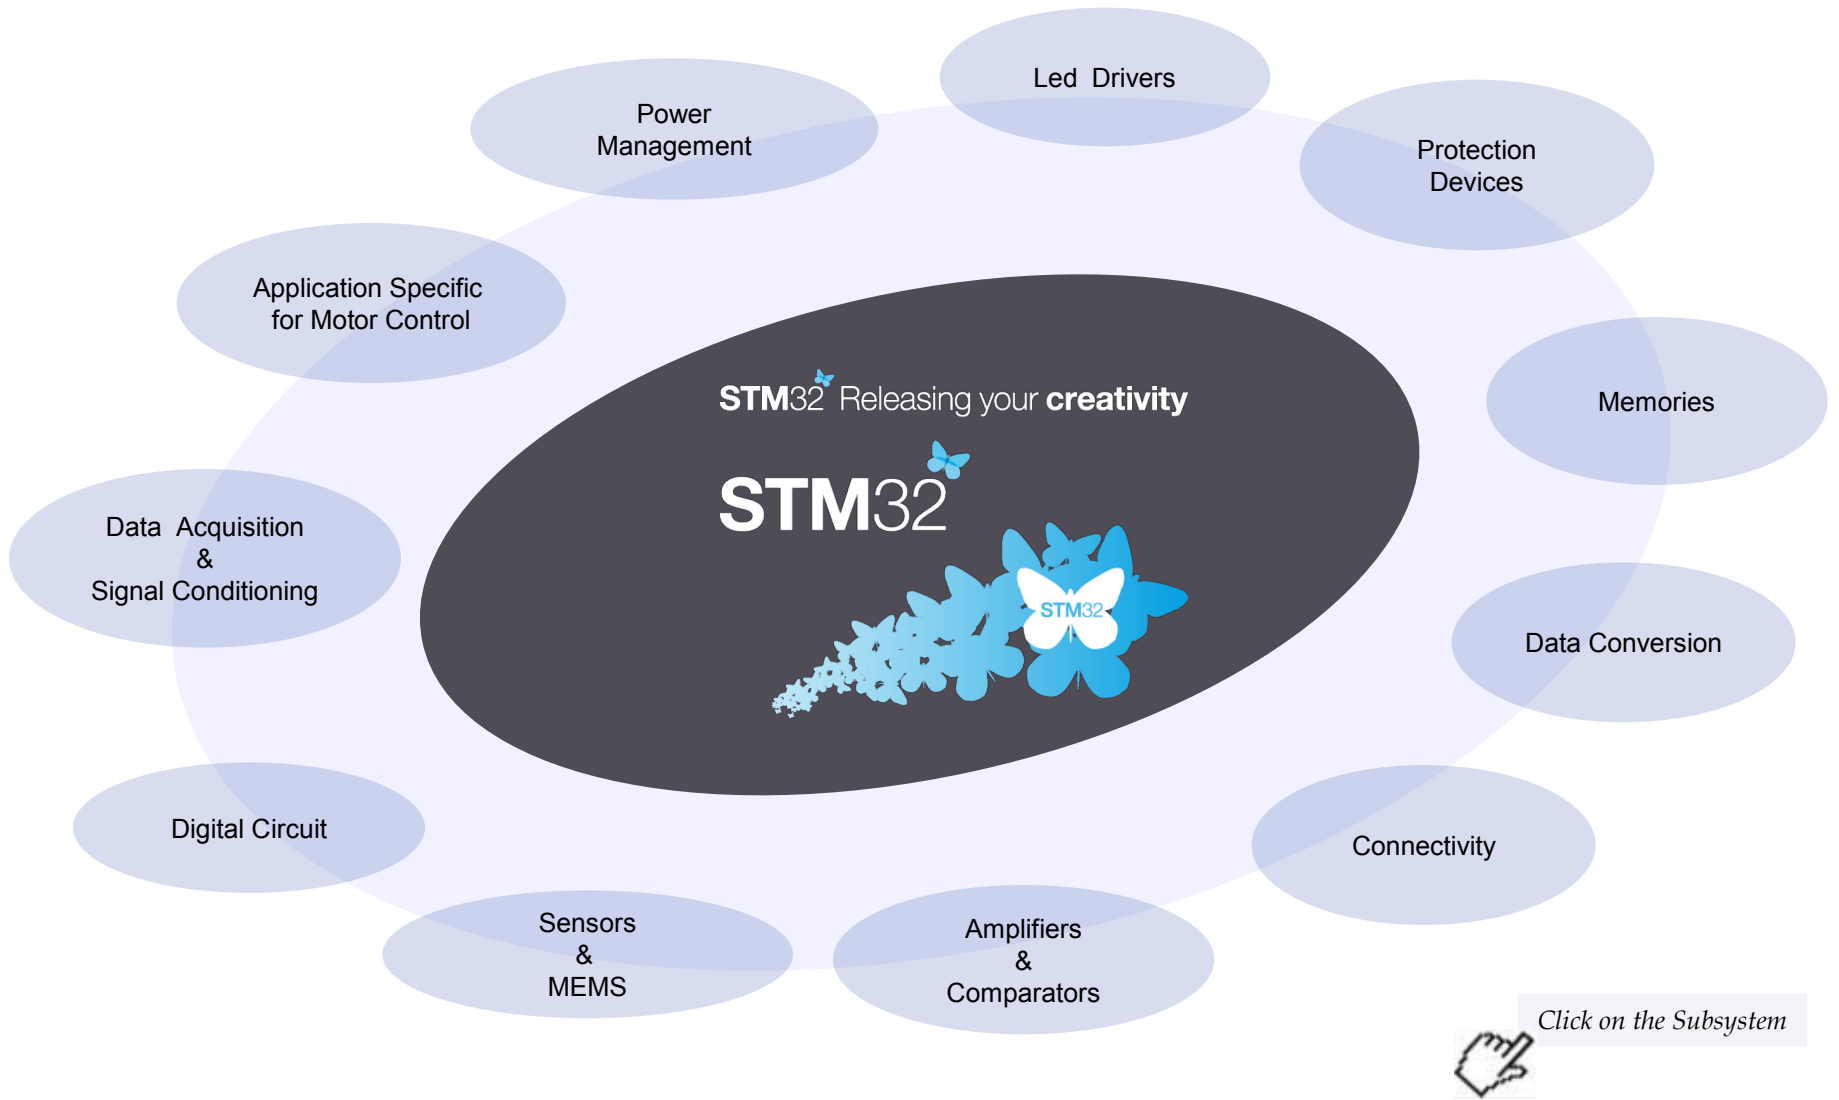 Led Drivers
Power
Management
Protection
Devices
Application Specific
for Motor Control
STM32 Releasing your creativity
Memories
STM32
Data Acquisition
&
Signal Conditioning
STM32
Data Conversion
Digital Circuit
Connectivity
Sensors
&
MEMS
Amplifiers
&
Comparators
Click on the Subsystem